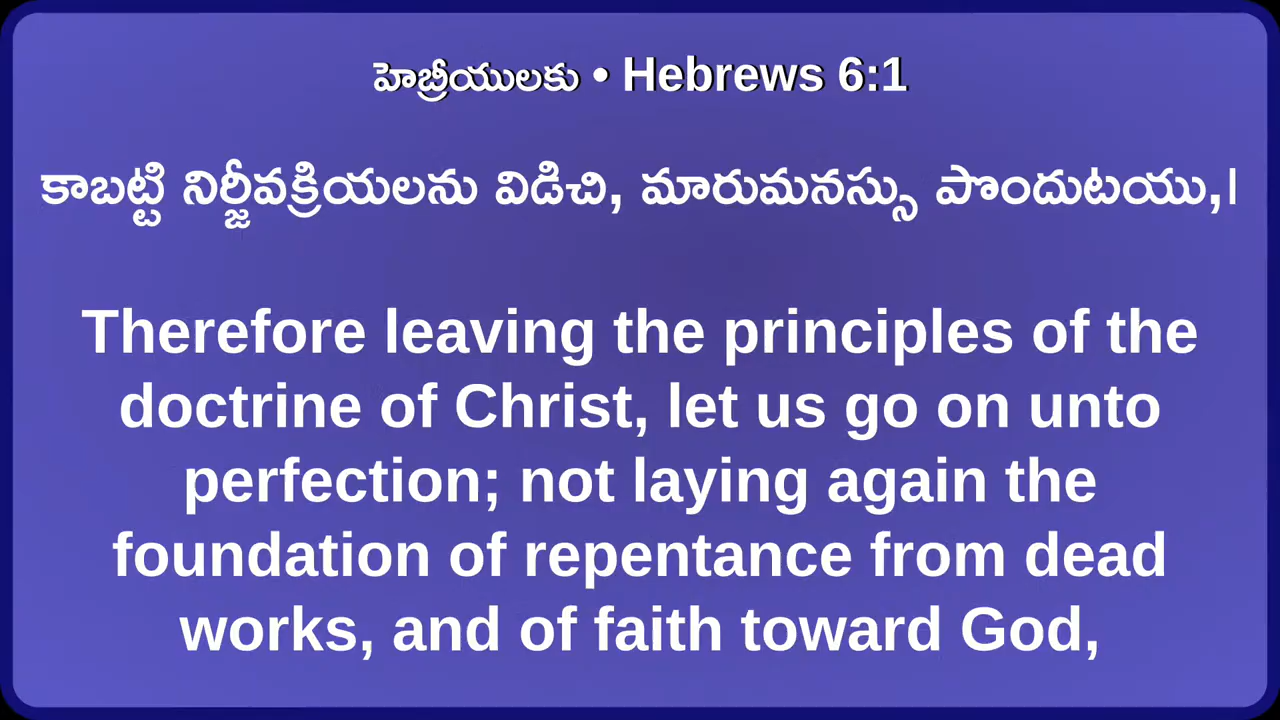 హెబ్రీయులకు • Hebrews 6:1
కాబట్టి నిర్జీవక్రియలను విడిచి, మారుమనస్సు పొందుటయు,।
Therefore leaving the principles of the
doctrine of Christ, let us go on unto
perfection; not laying again the
foundation of repentance from dead
works, and of faith toward God,